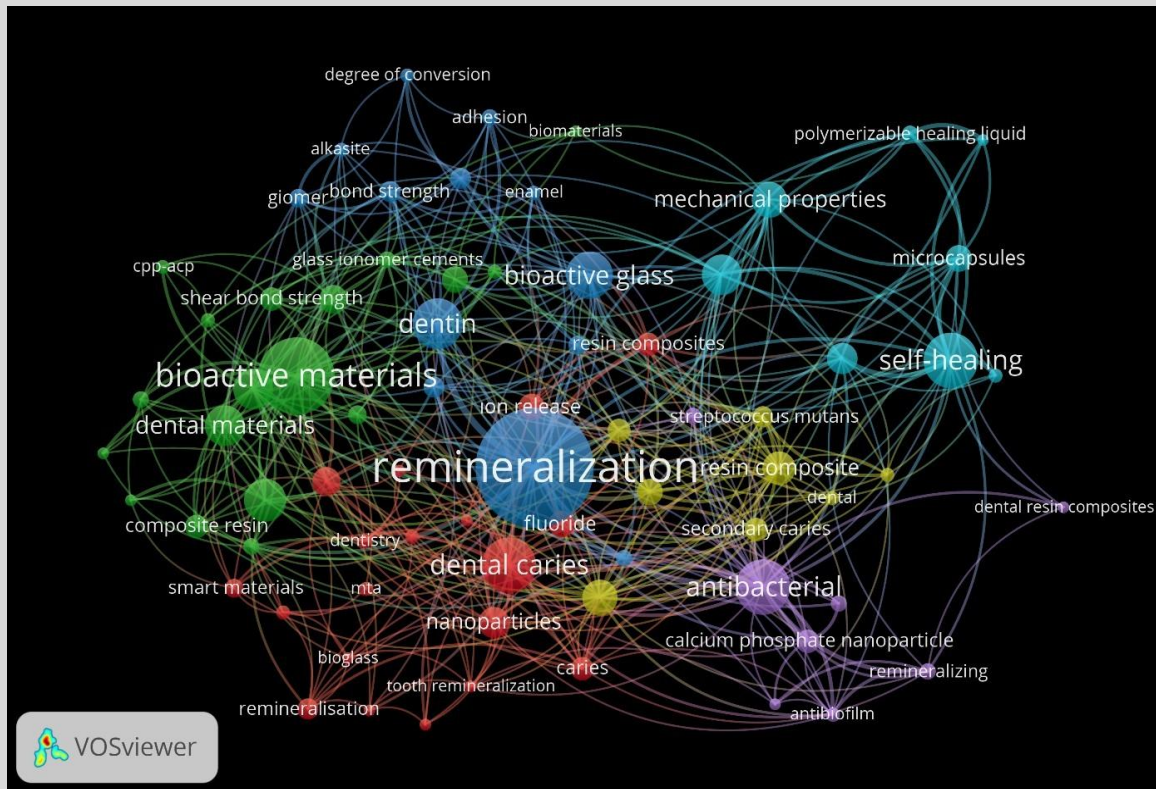 degree of conversion
adhesion
biomaterials
polymerizable healing liquid
alkasite
giomer
bond strength
enamel
mechanical properties
cpp-acp
glass ionomer cements
bioactive glass
microcapsules
shear bond strength
dentin
resin composites
self-healing
bioactive materials
ion release
streptococcus mutans
dental materials
remineralization
resin composite
dental
dental resin composites
composite resin
fluoride
secondary caries
dentistry
dental caries
antibacterial
smart materials
mta
nanoparticles
calcium phosphate nanoparticle
bioglass
caries
remineralizing
tooth remineralization
remineralisation
antibiofilm
VOSviewer